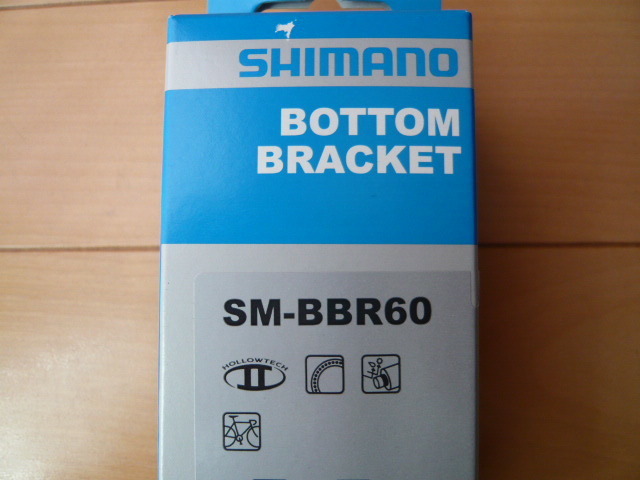 SHIMANO
BOTTOM
BRACKET
SM-BBR60
HOLLOWTECH
II